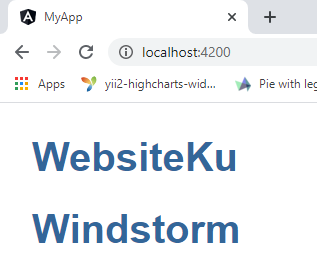 MyApp
localhost:4200
Apps
yii2-highcharts-wid...
Pie with leg
WebsiteKu
Windstorm